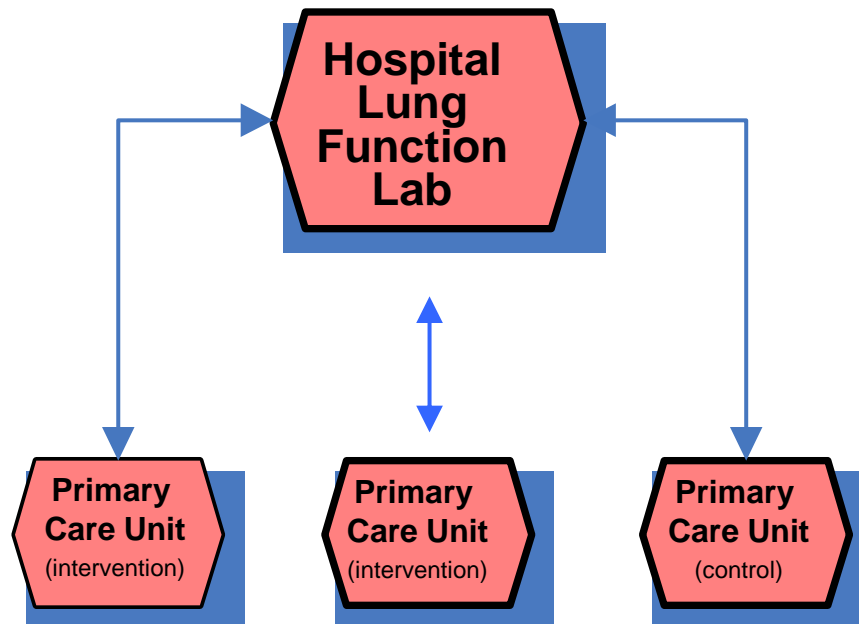 Hospital
Lung
Function
Lab
Primary
Care Unit
(intervention)
Primary
Care Unit
(intervention)
Primary
Care Unit
(control)